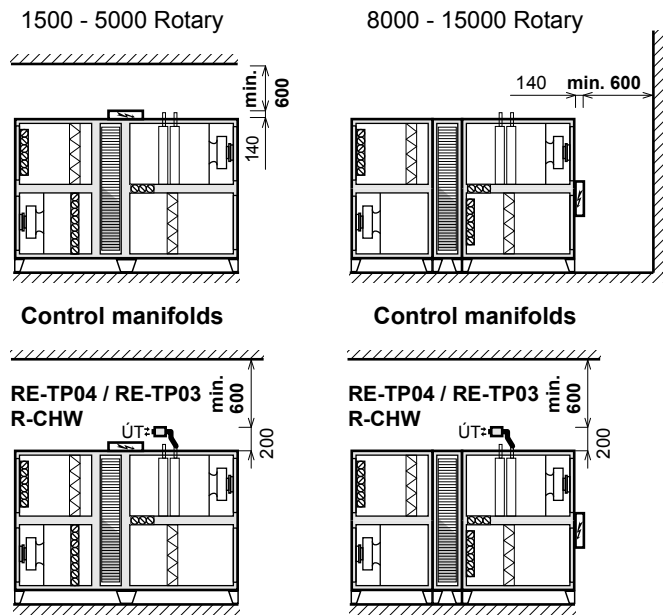 1500 - 5000 Rotary
8000 - 15000 Rotary
min.
600
140
140 min. 600
Control manifolds
Control manifolds
RE-TP04 / RE-TP03
R-CHW
ÚT
min.
600
200
RE-TP04 / RE-TP03
R-CHW
ÚT
min.
600
200